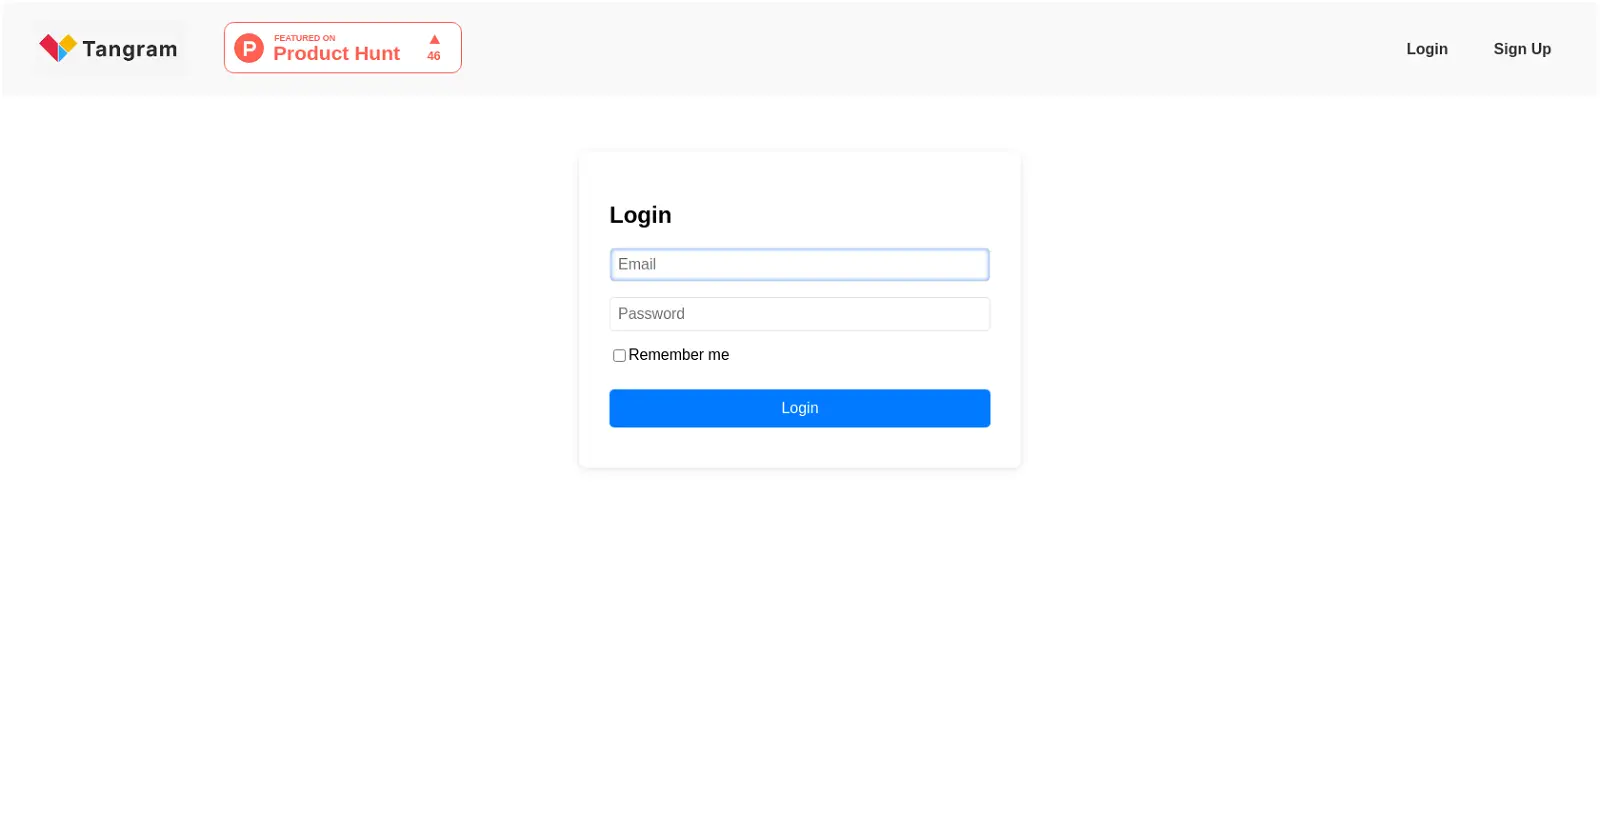 Tangram
FEATURED ON
Product Hunt
▲
46
Login
Sign Up
Login
Email
Password
Remember me
Login